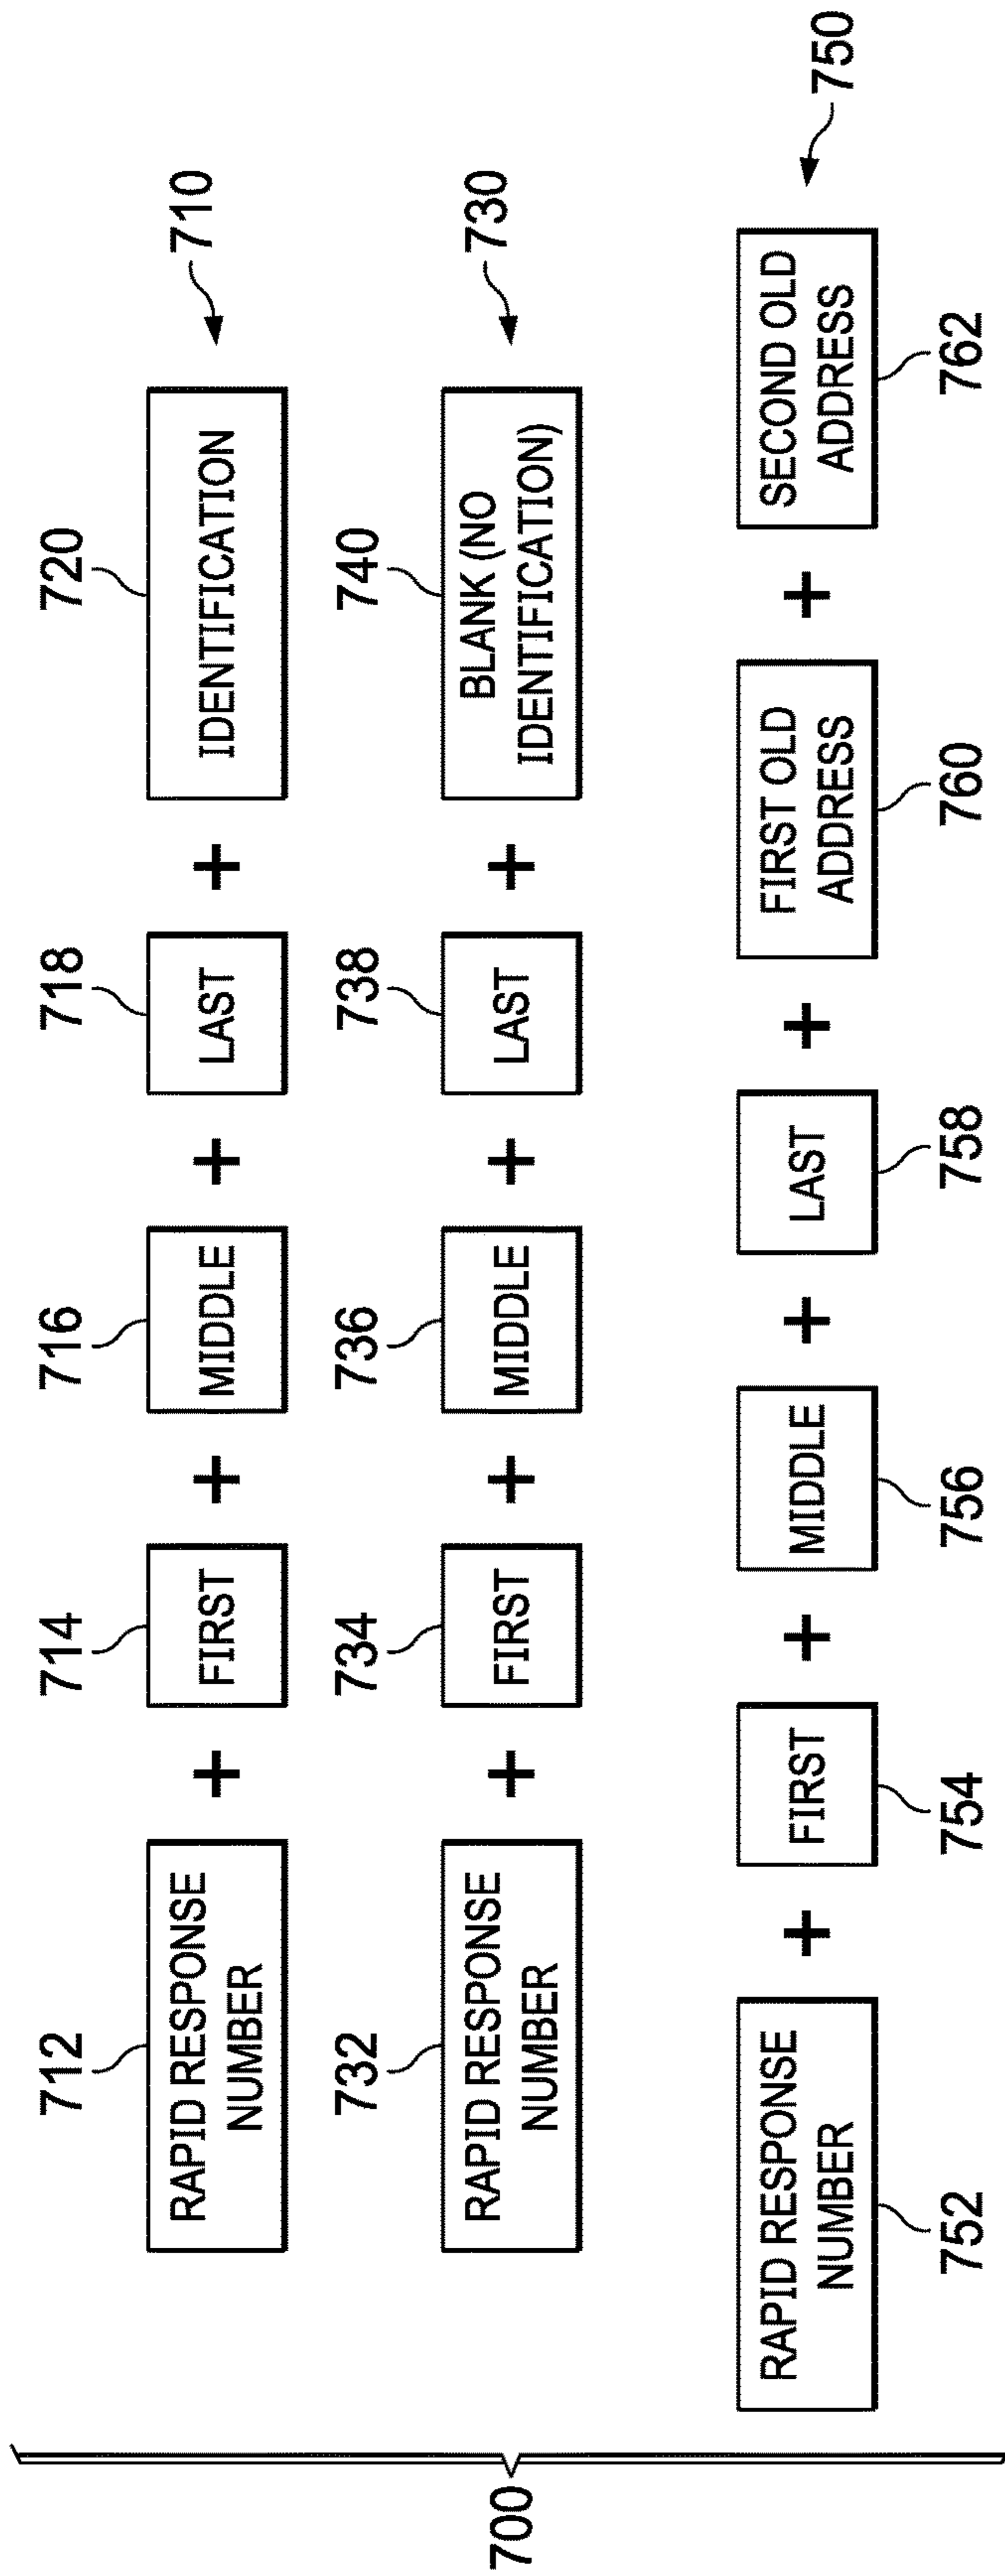 700
712 714 716 718 720
RAPID RESPONSE
NUMBER
+ FIRST + MIDDLE + LAST + IDENTIFICATION
710
732 734 736 738 740
RAPID RESPONSE
NUMBER
+ FIRST + MIDDLE + LAST +
BLANK (NO
IDENTIFICATION)
730
RAPID RESPONSE
NUMBER
+ FIRST + MIDDLE + LAST +
FIRST OLD
ADDRESS
+
SECOND OLD
ADDRESS
750
752 754 756 758 760 762